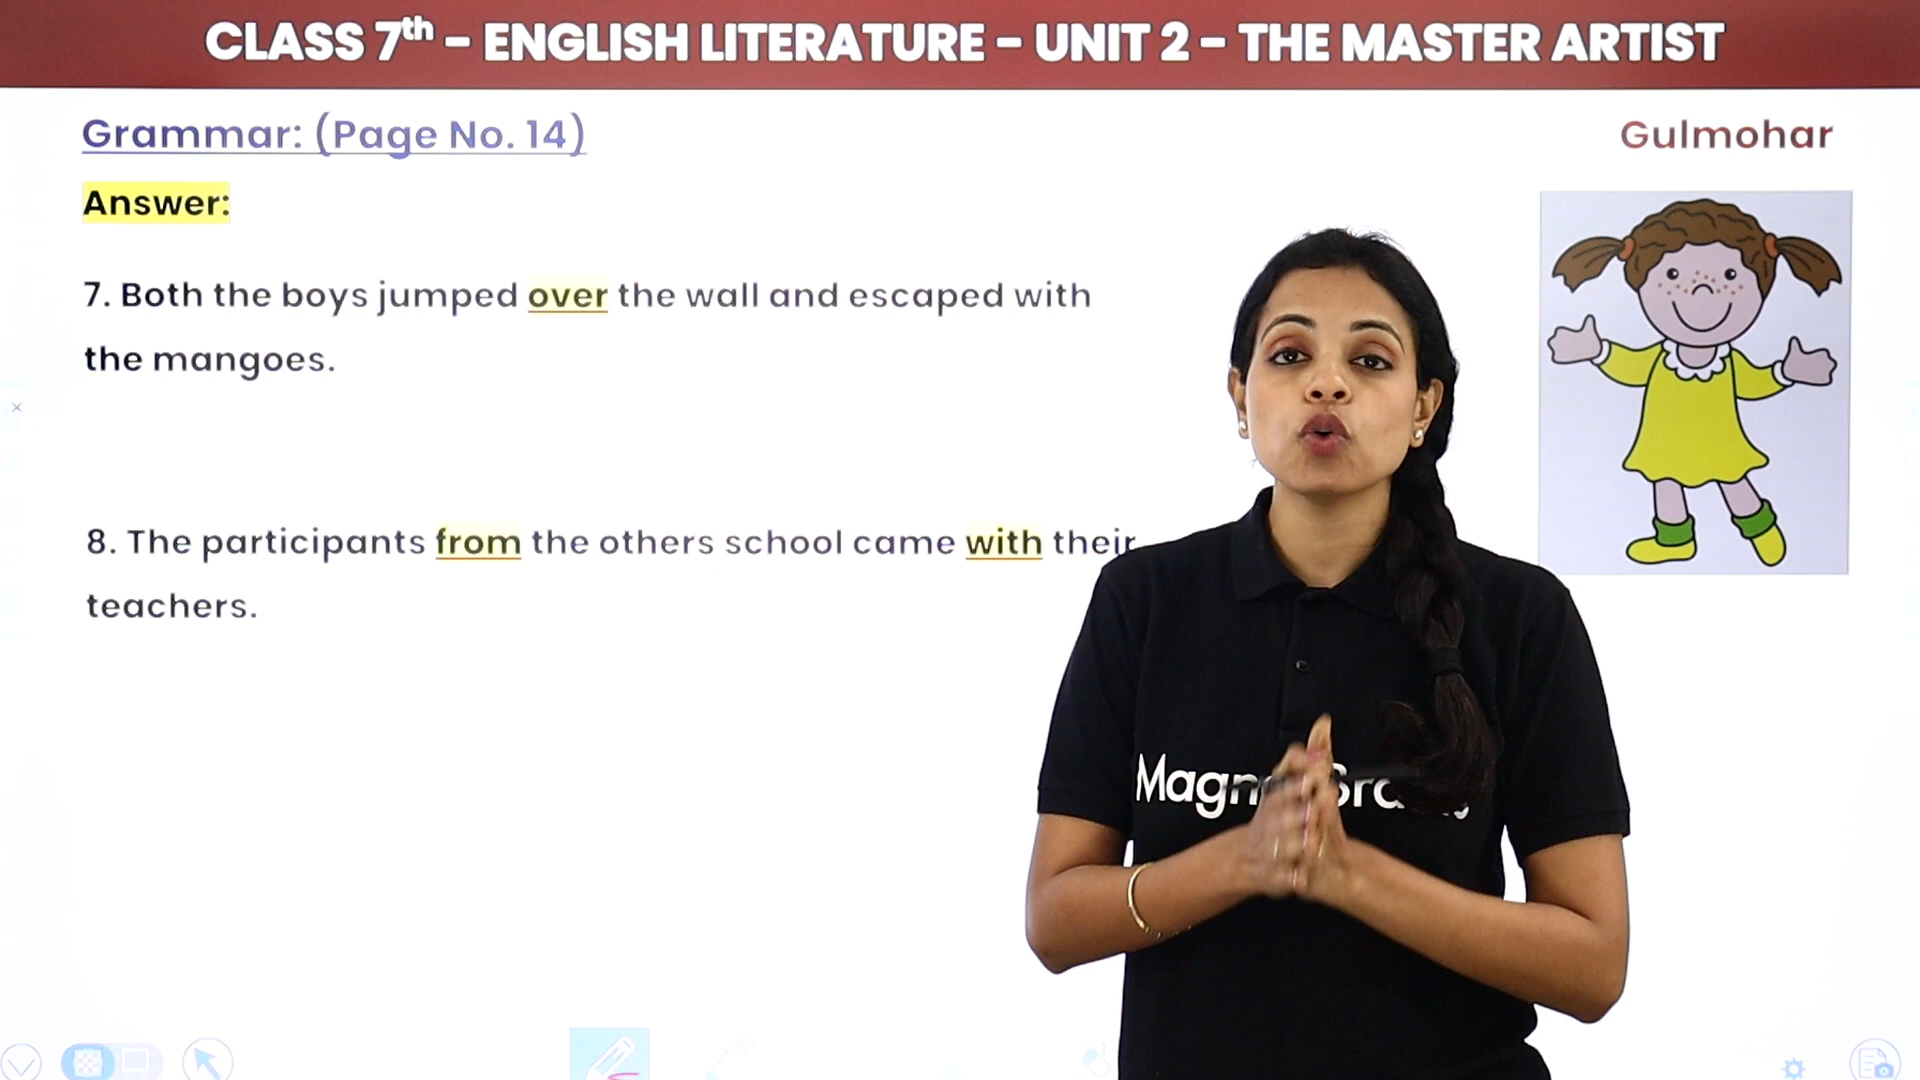 CLASS 7th – ENGLISH LITERATURE – UNIT 2 – THE MASTER ARTIST
Grammar: (Page No. 14)
Gulmohar
Answer:
7. Both the boys jumped over the wall and escaped with
the mangoes.
8. The participants from the others school came with their
teachers.